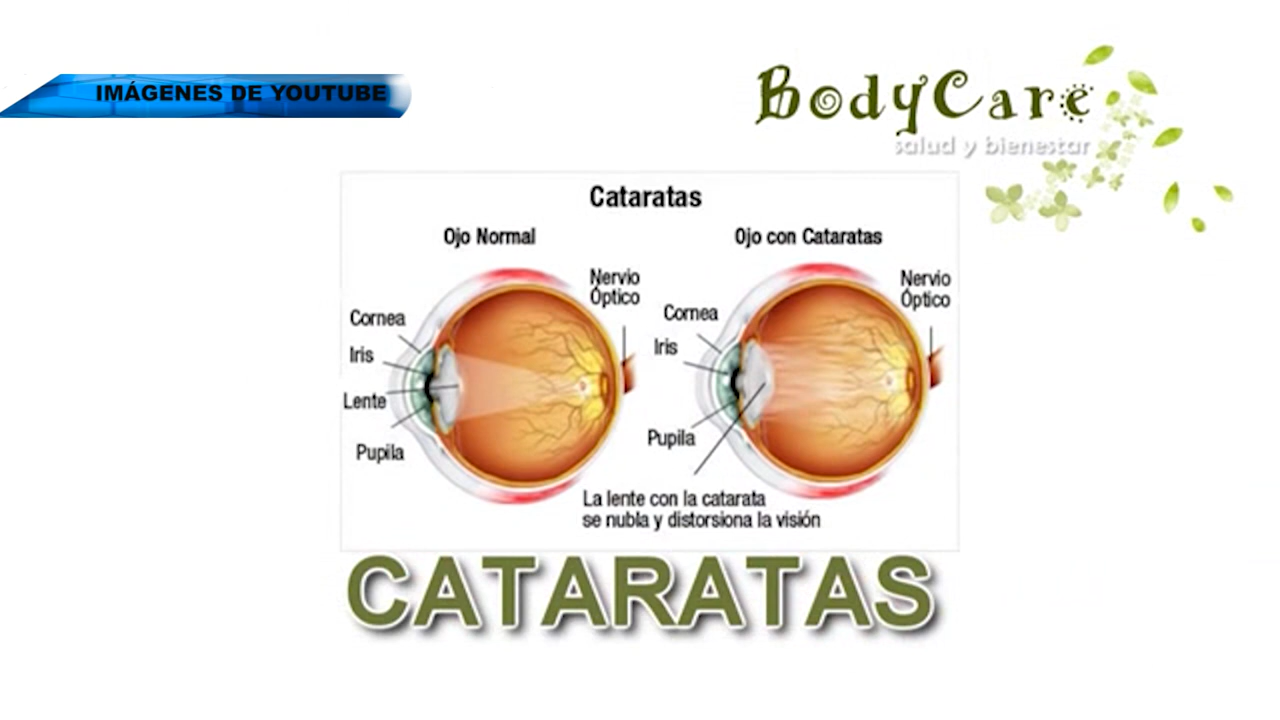 IMÁGENES DE YOUTUBE
BodyCare
salud y bienestar
Cataratas
Ojo Normal
Ojo con Cataratas
Nervio
Óptico
Cornea
Iris
Lente
Pupila
Nervio
Óptico
Cornea
Iris
Pupila
La lente con la catarata
se nubla y distorsiona la visión
CATARATAS